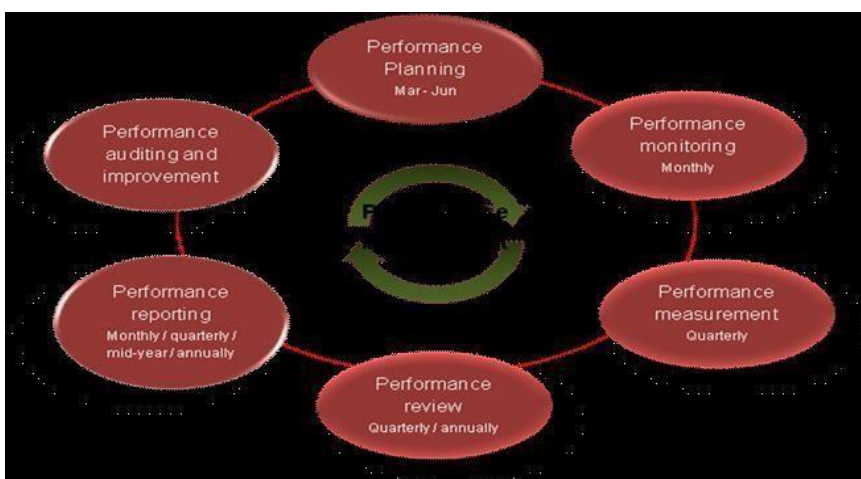 Performance
Planning
Mar - Jun
Performance
monitoring
Monthly
Performance
measurement
Quarterly
Performance
review
Quarterly / annually
Performance
reporting
Monthly / quarterly /
mid-year / annually
Performance
auditing and
improvement